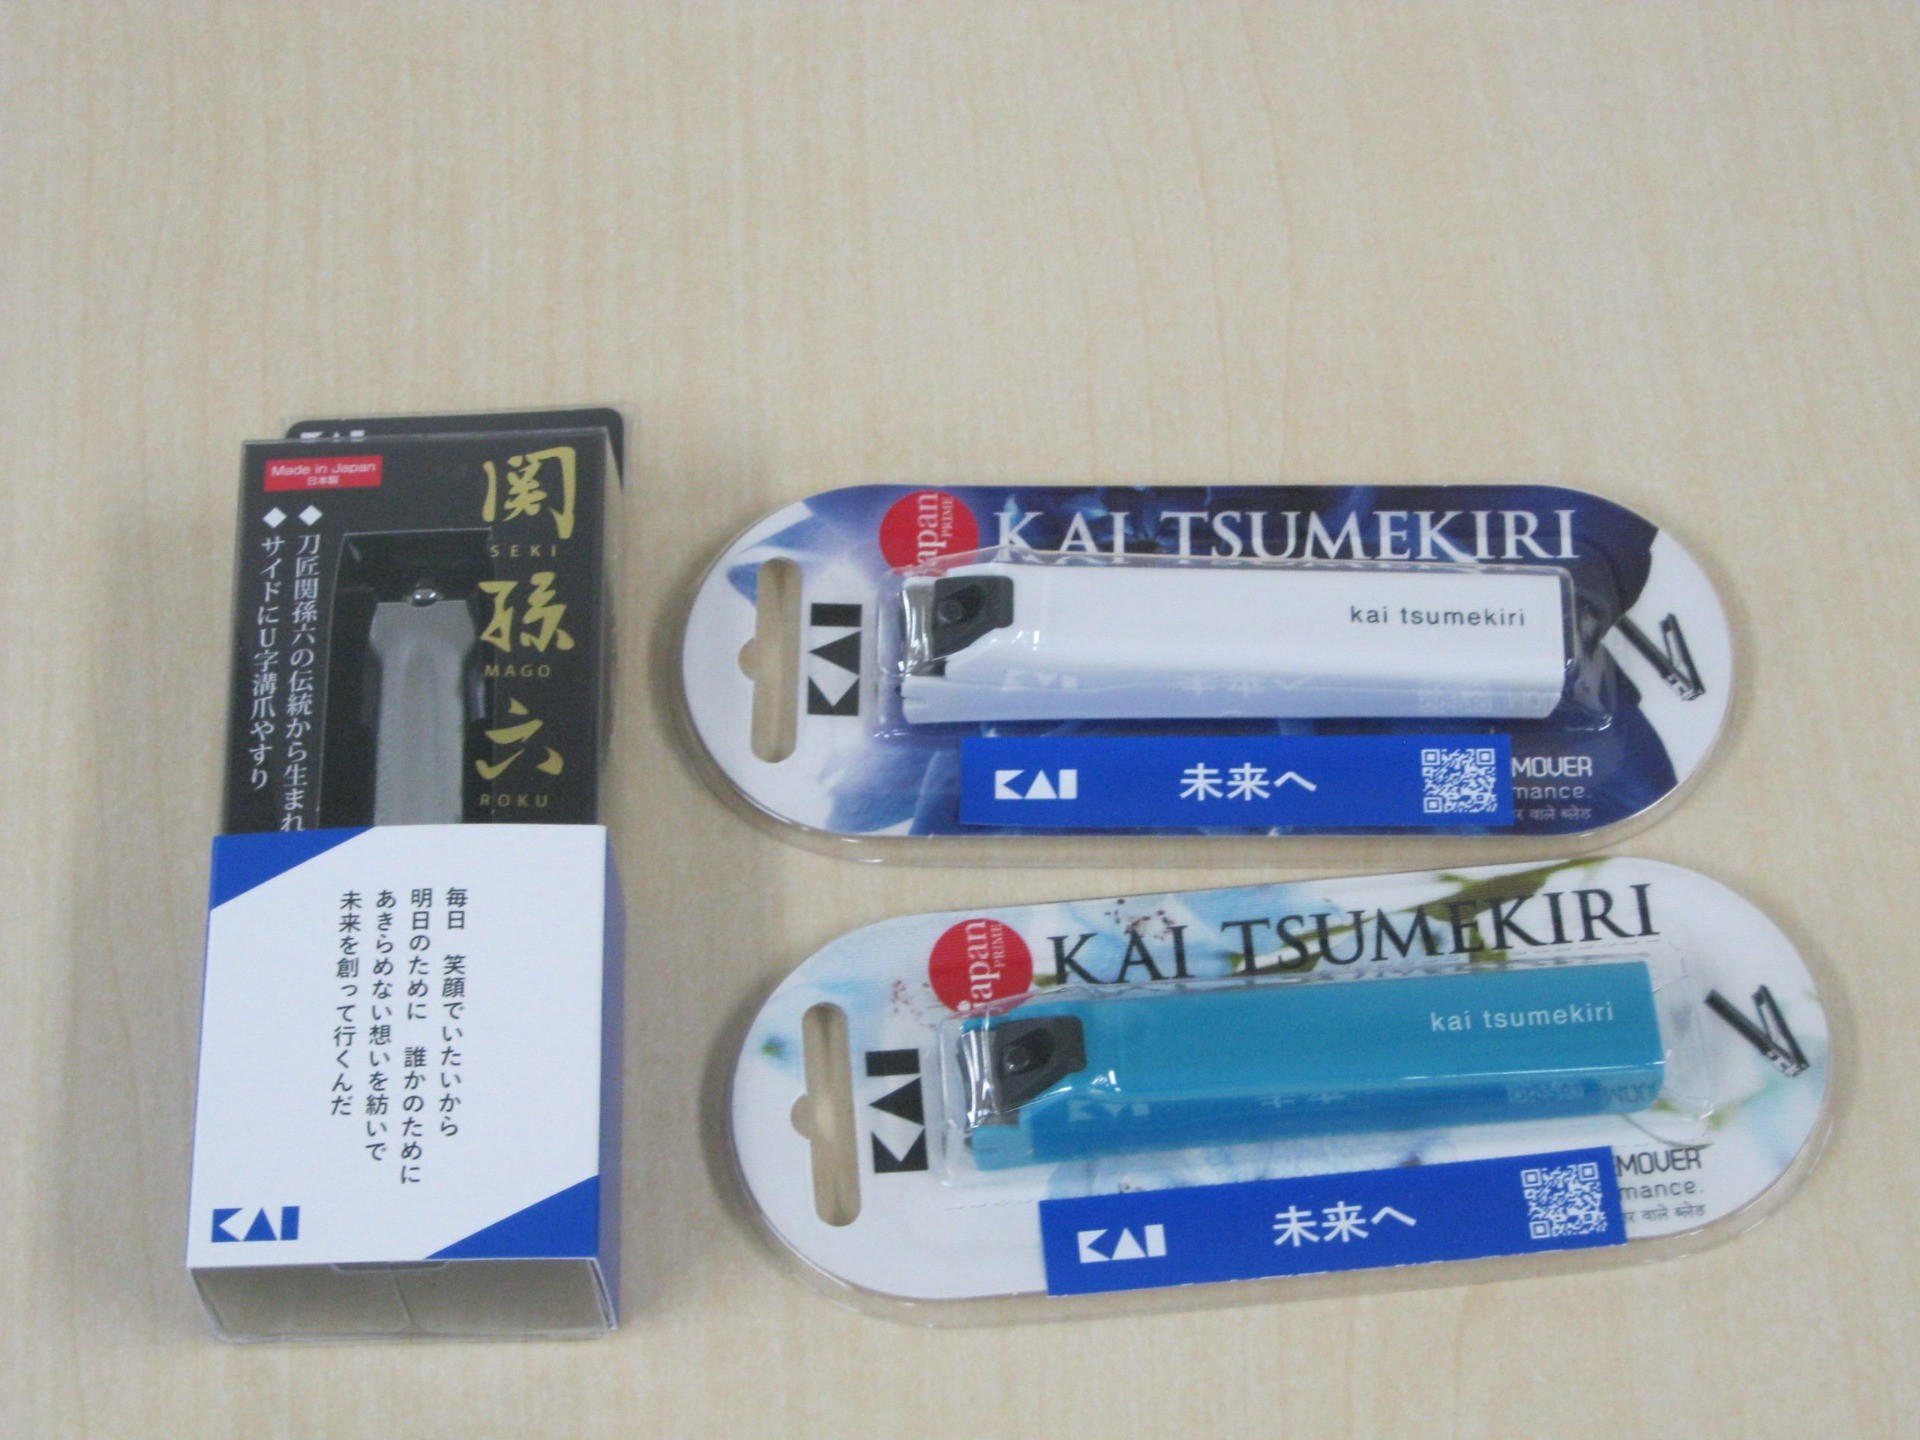 KAI
Made in Japan
日本製
関
SEKI
孫
MAGO
六
ROKU
◆刀匠関孫六の伝統から生まれ
◆サイドにU字溝爪やすり
毎日 笑顔でいたいから
明日のために 誰かのために
あきらめない想いを紡いで
未来を創って行くんだ
KAI
japan
PRIME
KAI TSUMEKIRI
KAI
kai tsumekiri
KAI 未来へ
MOVER
mance.
र वाले ब्लेड
japan
PRIME
KAI TSUMEKIRI
KAI
kai tsumekiri
KAI 未来へ
MOVER
mance.
र वाले ब्लेड